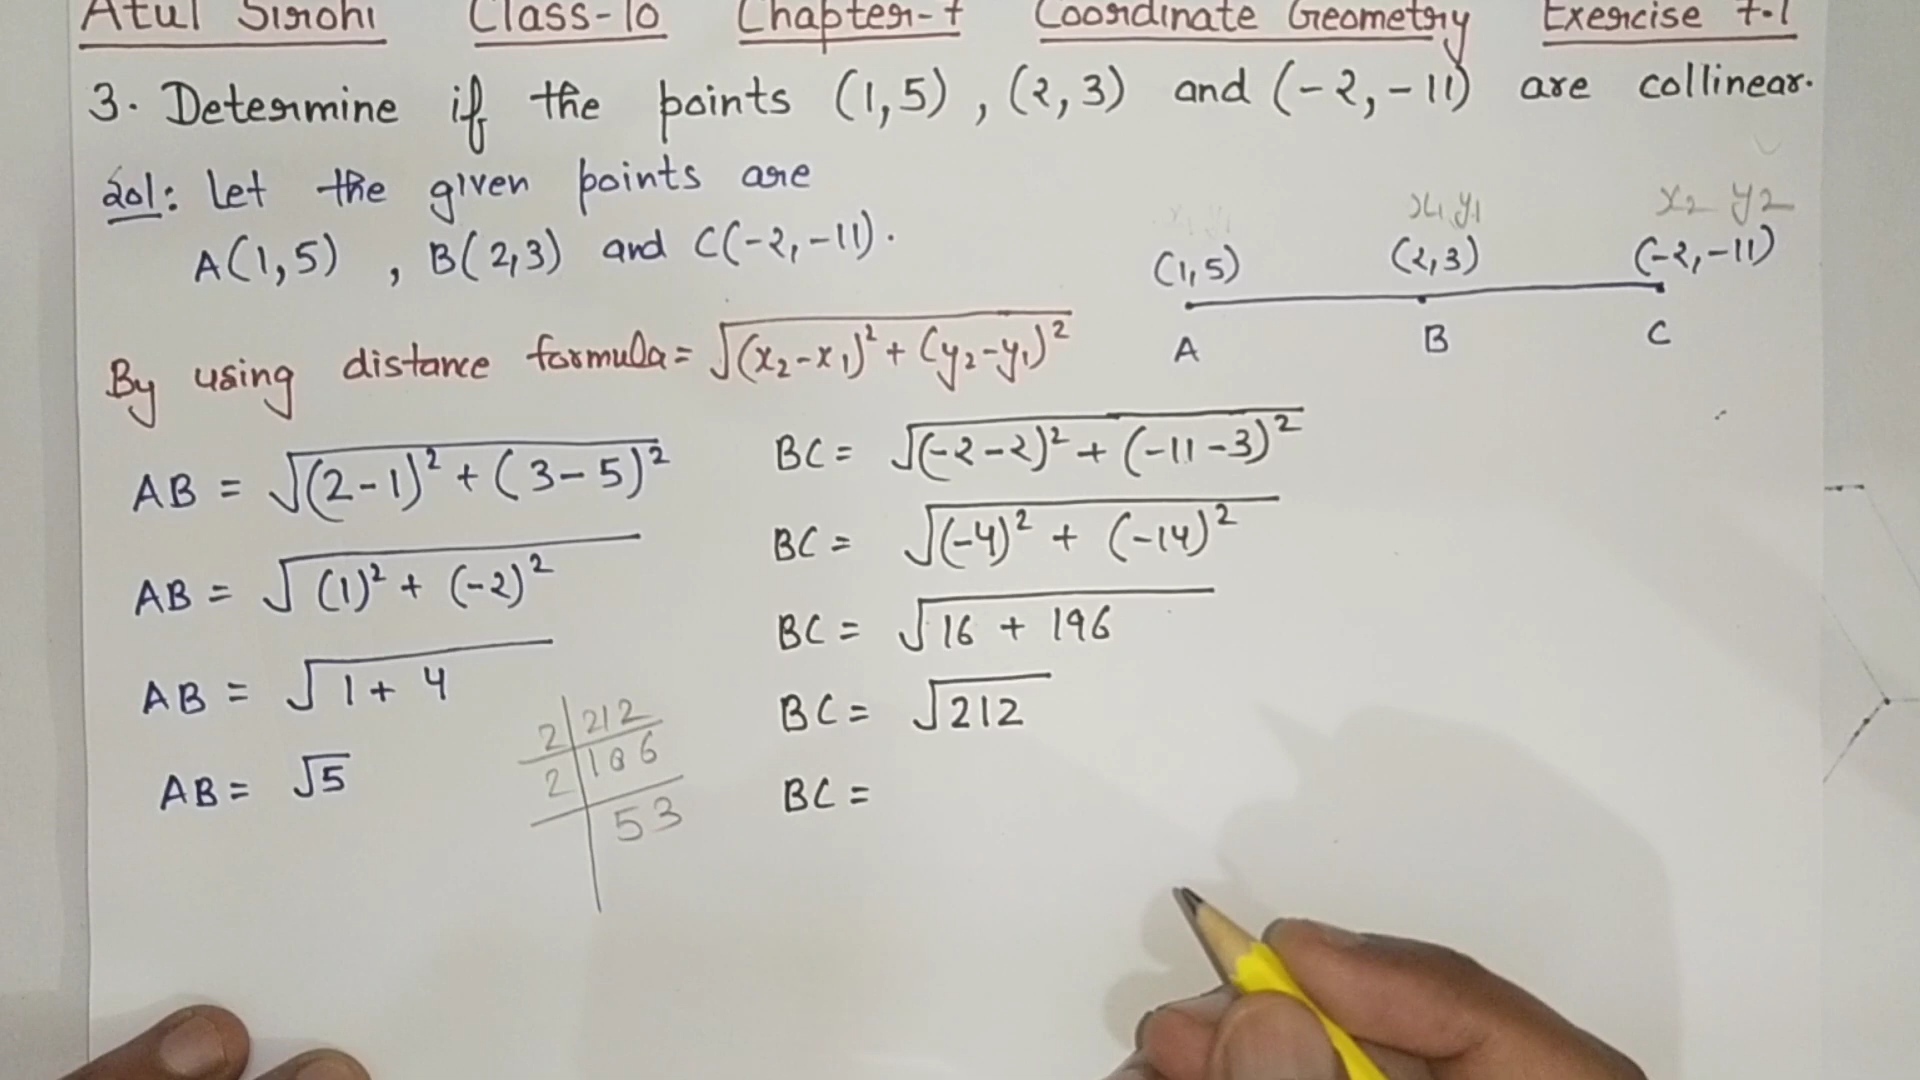 Atul Sirohi Class-10 Chapter-7 Coordinate Geometry Exercise 7.1
3. Determine if the points (1,5), (2,3) and (-2,-11) are collinear.
Sol: Let the given points are
A(1,5), B(2,3) and C(-2,-11).
x1 y1 x2 y2
(1,5) (2,3) (-2,-11)
A B C
By using distance formula = √(x2-x1)² + (y2-y1)²
AB = √(2-1)² + (3-5)²
AB = √(1)² + (-2)²
AB = √1+4
AB = √5
2 | 212
2 | 106
53
BC = √(-2-2)² + (-11-3)²
BC = √(-4)² + (-14)²
BC = √16 + 196
BC = √212
BC =